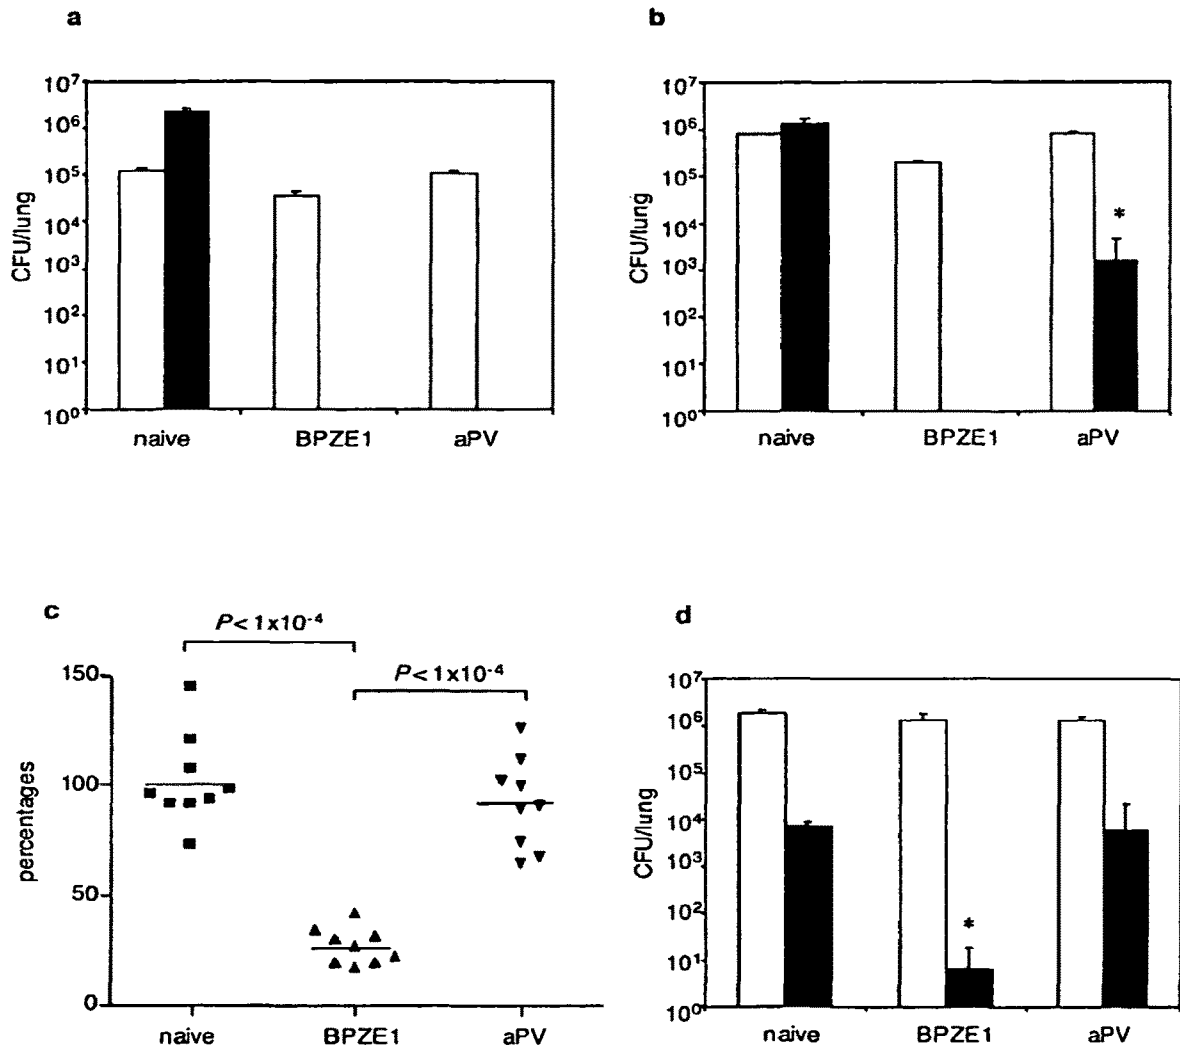 a
CFU/lung
10⁷
10⁶
10⁵
10⁴
10³
10²
10¹
10⁰
naive BPZE1 aPV
b
CFU/lung
10⁷
10⁶
10⁵
10⁴
10³
10²
10¹
10⁰
*
naive BPZE1 aPV
c
P< 1x10⁻⁴
P< 1x10⁻⁴
percentages
150
100
50
0
naive BPZE1 aPV
d
CFU/lung
10⁷
10⁶
10⁵
10⁴
10³
10²
10¹
10⁰
*
naive BPZE1 aPV